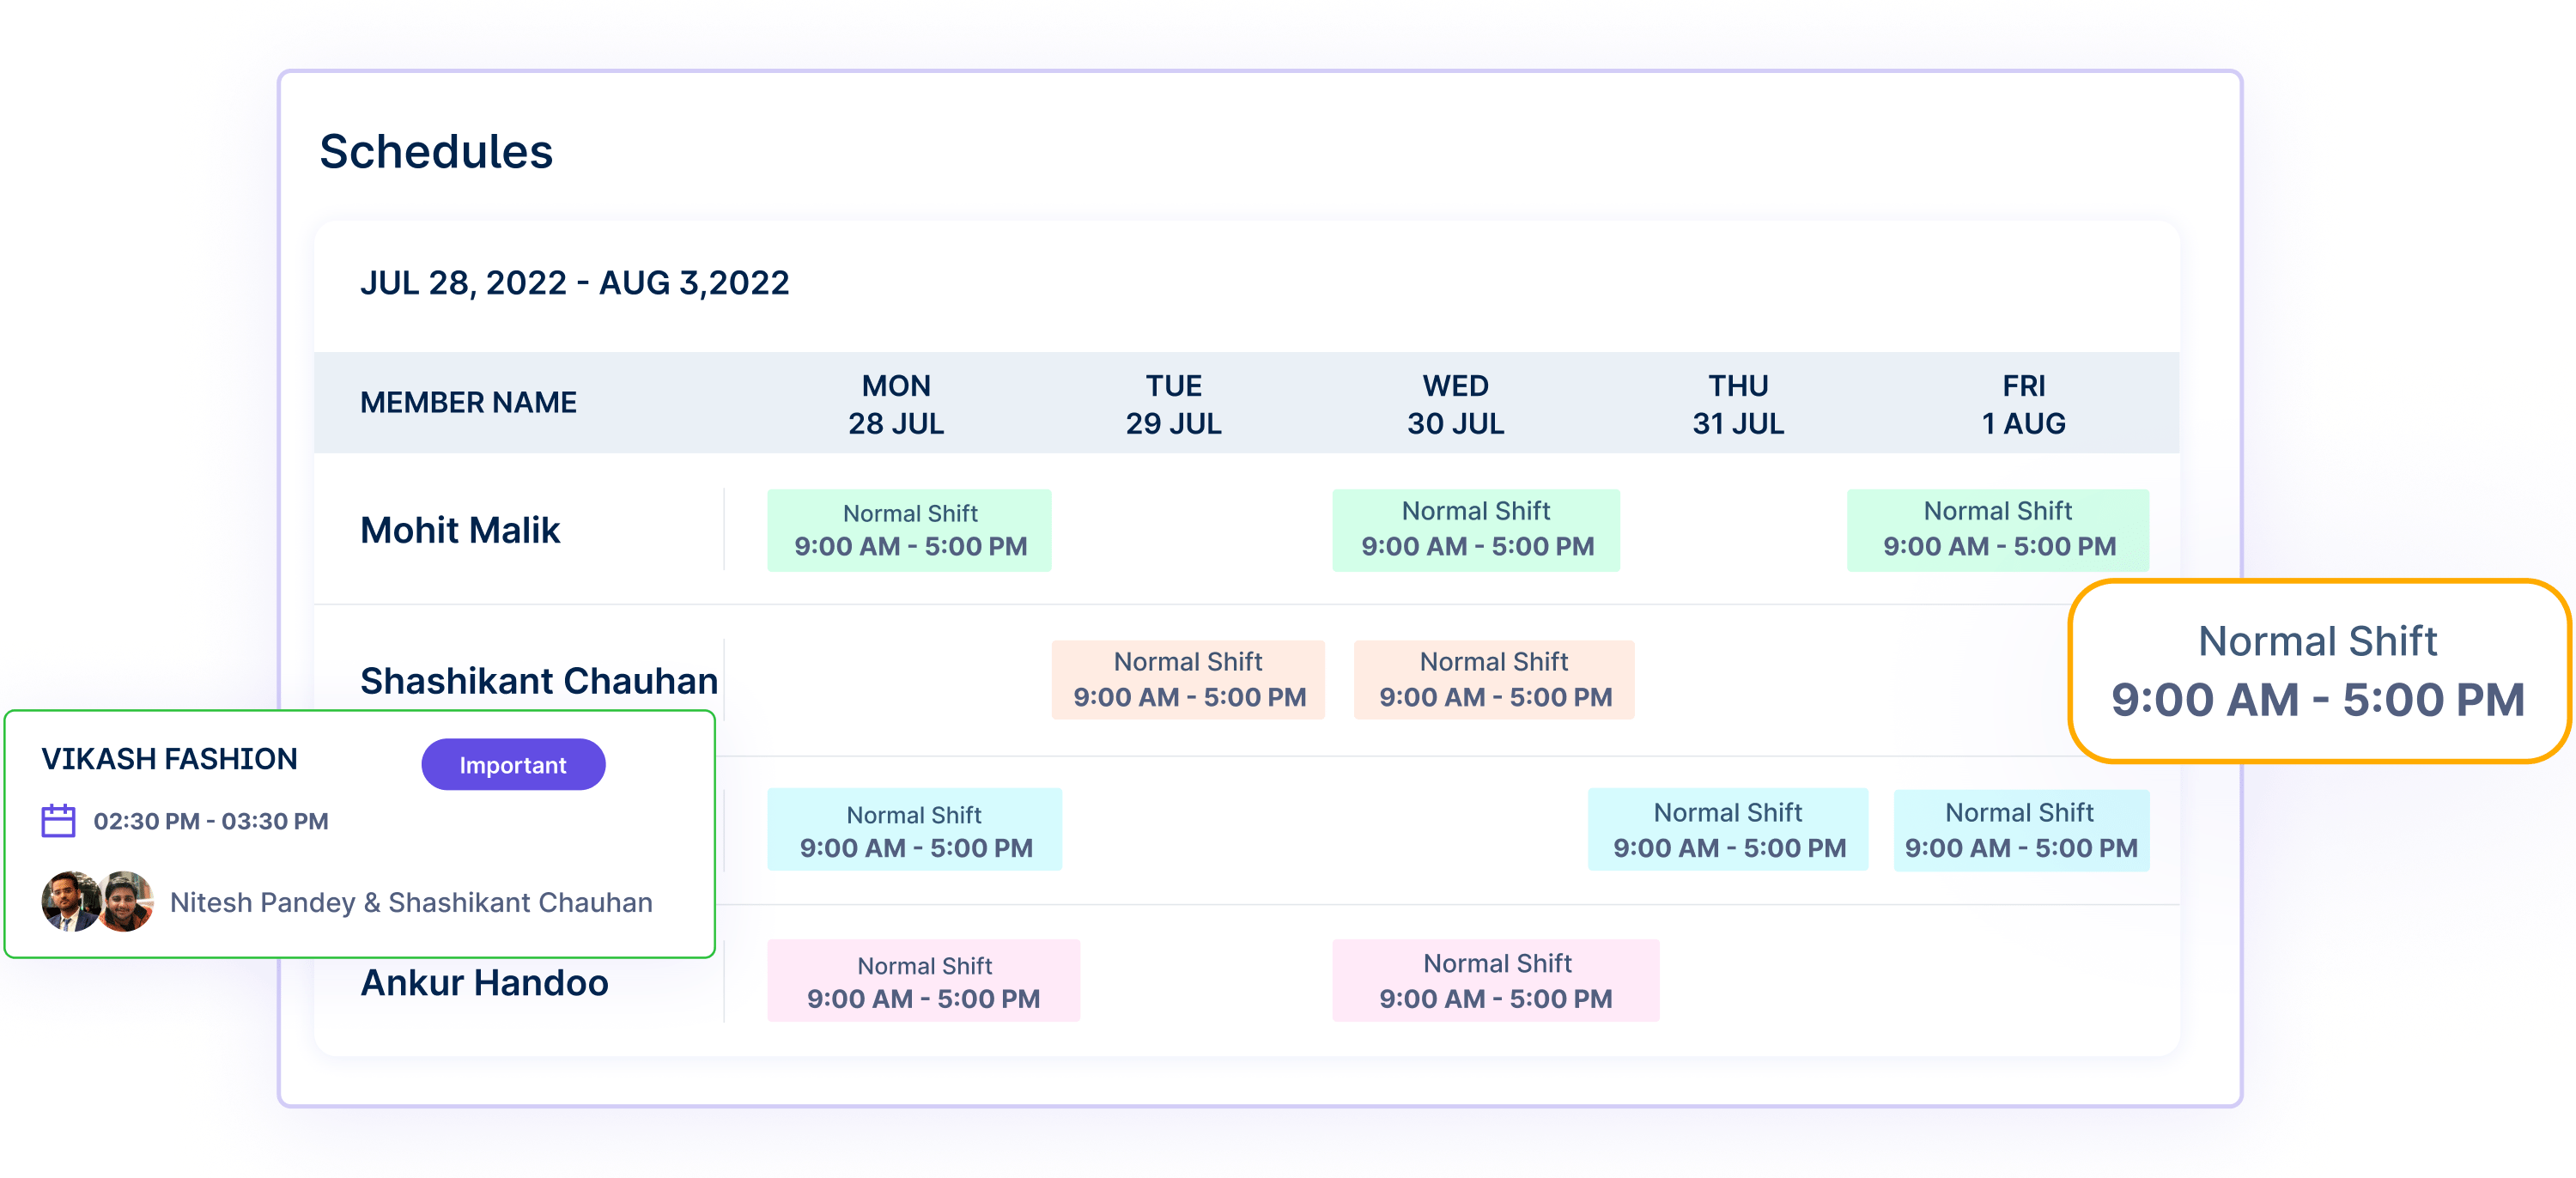 Schedules
JUL 28, 2022 - AUG 3,2022
MEMBER NAME
MON
28 JUL
TUE
29 JUL
WED
30 JUL
THU
31 JUL
FRI
1 AUG
Mohit Malik
Normal Shift
9:00 AM - 5:00 PM
Normal Shift
9:00 AM - 5:00 PM
Normal Shift
9:00 AM - 5:00 PM
Shashikant Chauhan
Normal Shift
9:00 AM - 5:00 PM
Normal Shift
9:00 AM - 5:00 PM
Normal Shift
9:00 AM - 5:00 PM
VIKASH FASHION
Important
02:30 PM - 03:30 PM
Nitesh Pandey & Shashikant Chauhan
Normal Shift
9:00 AM - 5:00 PM
Normal Shift
9:00 AM - 5:00 PM
Normal Shift
9:00 AM - 5:00 PM
Ankur Handoo
Normal Shift
9:00 AM - 5:00 PM
Normal Shift
9:00 AM - 5:00 PM